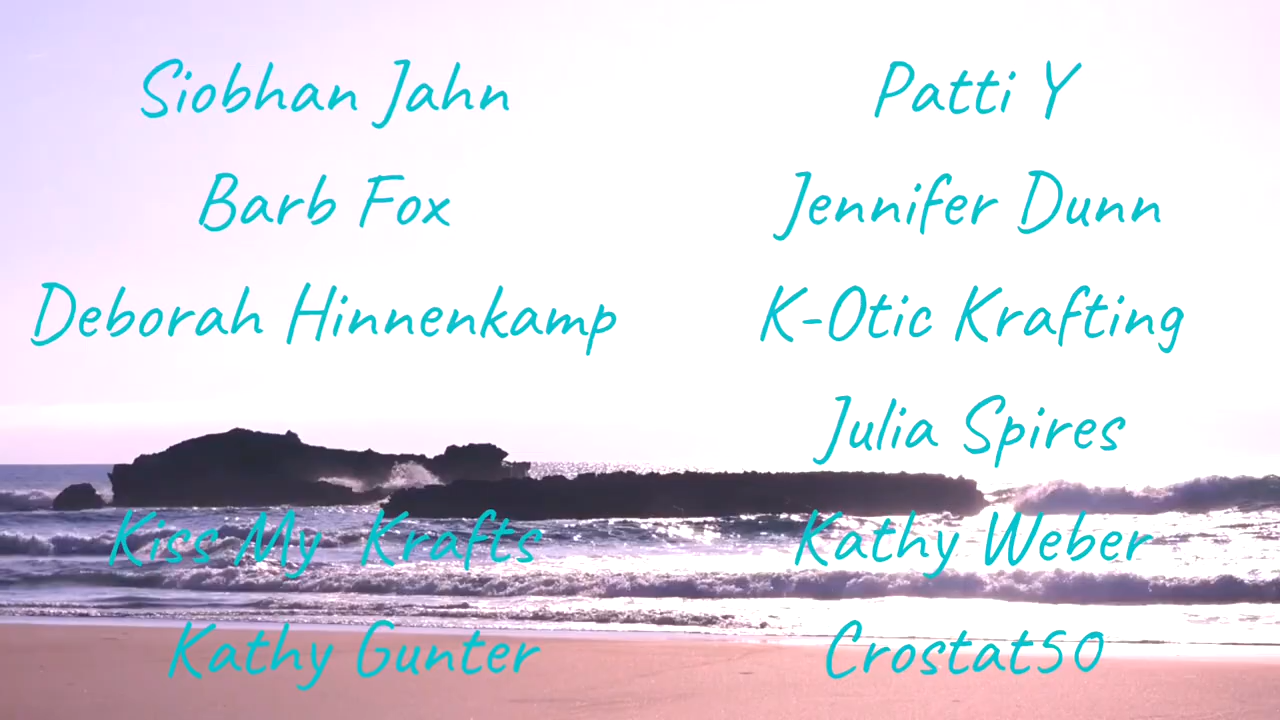 Siobhan Jahn
Barb Fox
Deborah Hinnenkamp
Kiss My Krafts
Kathy Gunter
Patti Y
Jennifer Dunn
K-Otic Krafting
Julia Spires
Kathy Weber
Crostat50